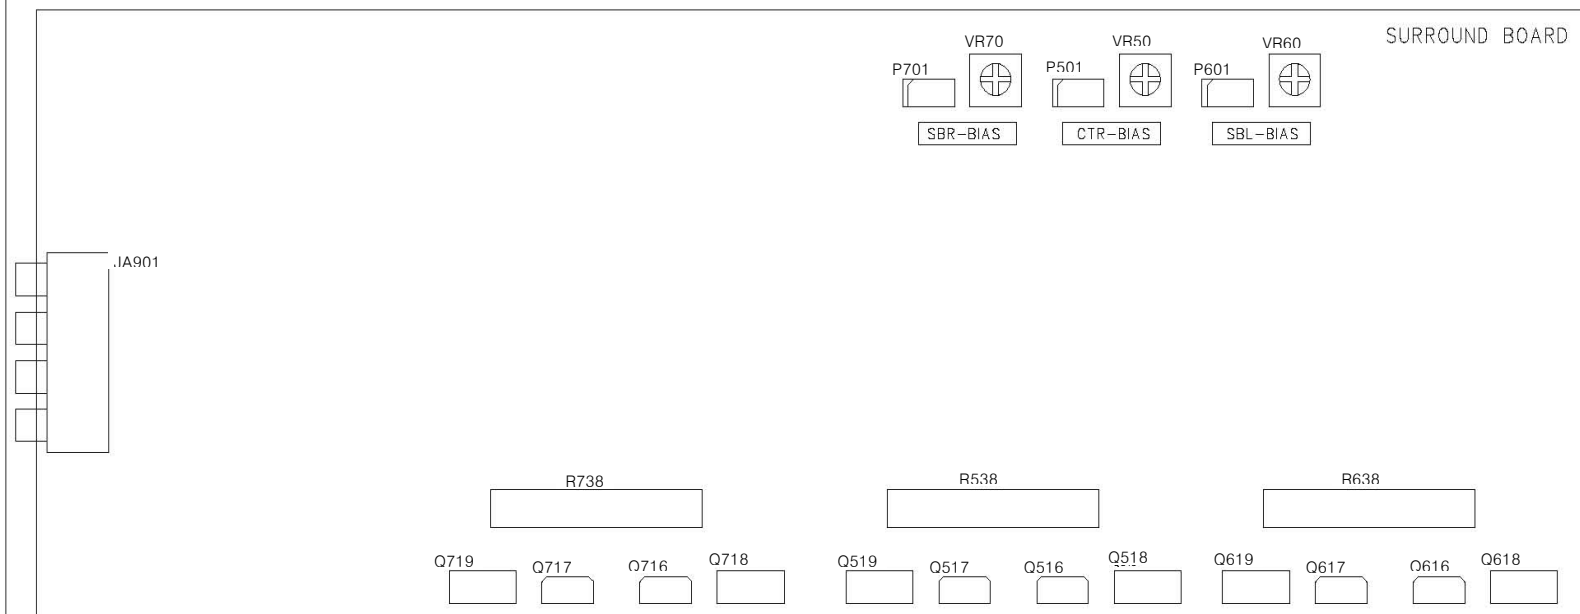 SURROUND BOARD
VR70 VR50 VR60
P701 P501 P601
SBR-BIAS CTR-BIAS SBL-BIAS
JA901
R738 R538 R638
Q719 Q717 Q716 Q718 Q519 Q517 Q516 Q518 Q619 Q617 Q616 Q618